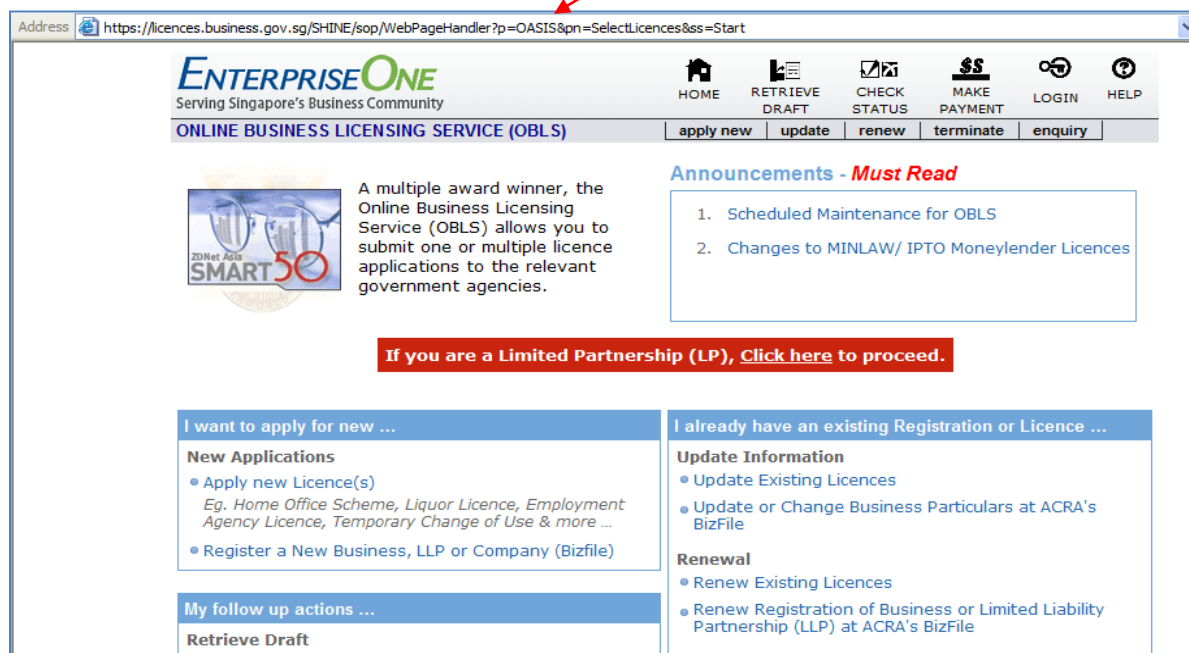 Address https://licences.business.gov.sg/SHINE/sop/WebPageHandler?p=OASIS&pn=SelectLicences&ss=Start
ENTERPRISEONE
Serving Singapore's Business Community
HOME
RETRIEVE
DRAFT
CHECK
STATUS
$$
MAKE
PAYMENT
LOGIN
HELP
ONLINE BUSINESS LICENSING SERVICE (OBLS)
apply new | update | renew | terminate | enquiry
ZDNet Asia
SMART50
A multiple award winner, the
Online Business Licensing
Service (OBLS) allows you to
submit one or multiple licence
applications to the relevant
government agencies.
Announcements - Must Read
1. Scheduled Maintenance for OBLS
2. Changes to MINLAW/ IPTO Moneylender Licences
If you are a Limited Partnership (LP), Click here to proceed.
I want to apply for new ...
New Applications
Apply new Licence(s)
Eg. Home Office Scheme, Liquor Licence, Employment
Agency Licence, Temporary Change of Use & more ...
Register a New Business, LLP or Company (Bizfile)
My follow up actions ...
Retrieve Draft
I already have an existing Registration or Licence ...
Update Information
Update Existing Licences
Update or Change Business Particulars at ACRA's
BizFile
Renewal
Renew Existing Licences
Renew Registration of Business or Limited Liability
Partnership (LLP) at ACRA's BizFile